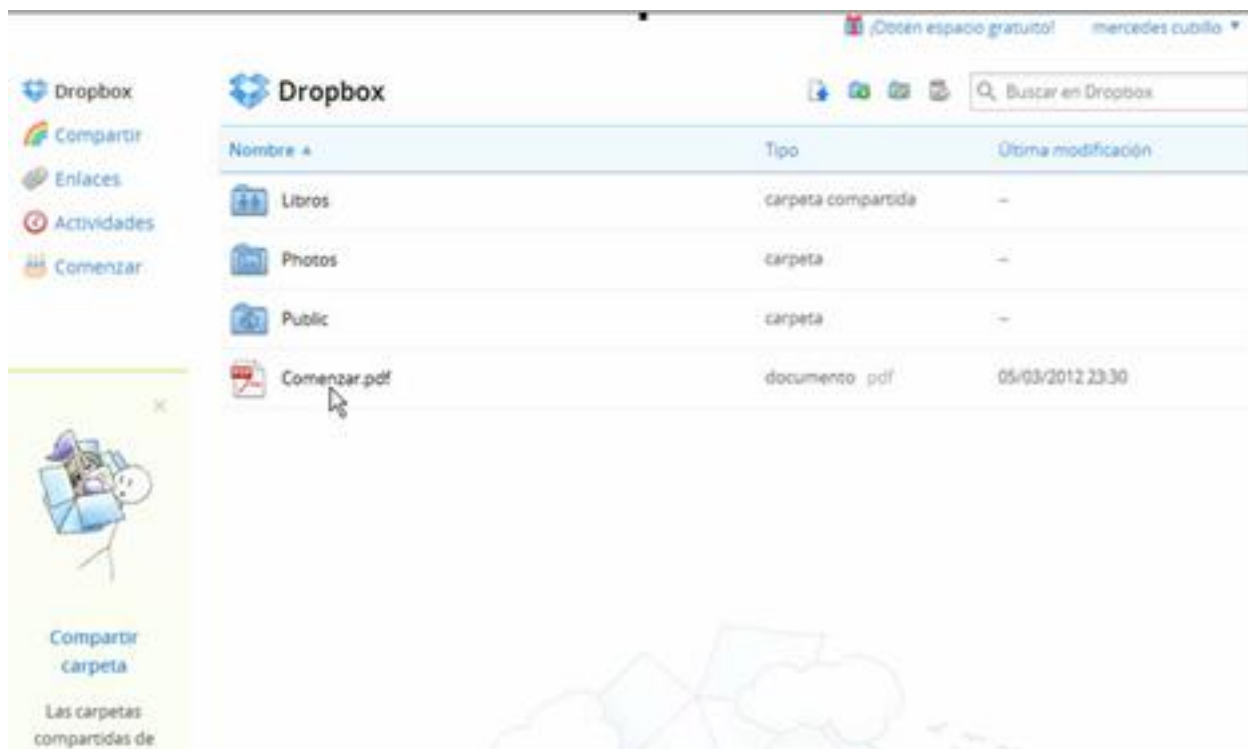 ¡Obtén espacio gratuito! mercedes cubillo
Dropbox
Compartir
Enlaces
Actividades
Comenzar
Dropbox
Buscar en Dropbox
Nombre Tipo Última modificación
Libros carpeta compartida --
Photos carpeta --
Public carpeta --
Comenzar.pdf documento pdf 05/03/2012 23:30
Compartir
carpeta
Las carpetas
compartidas de